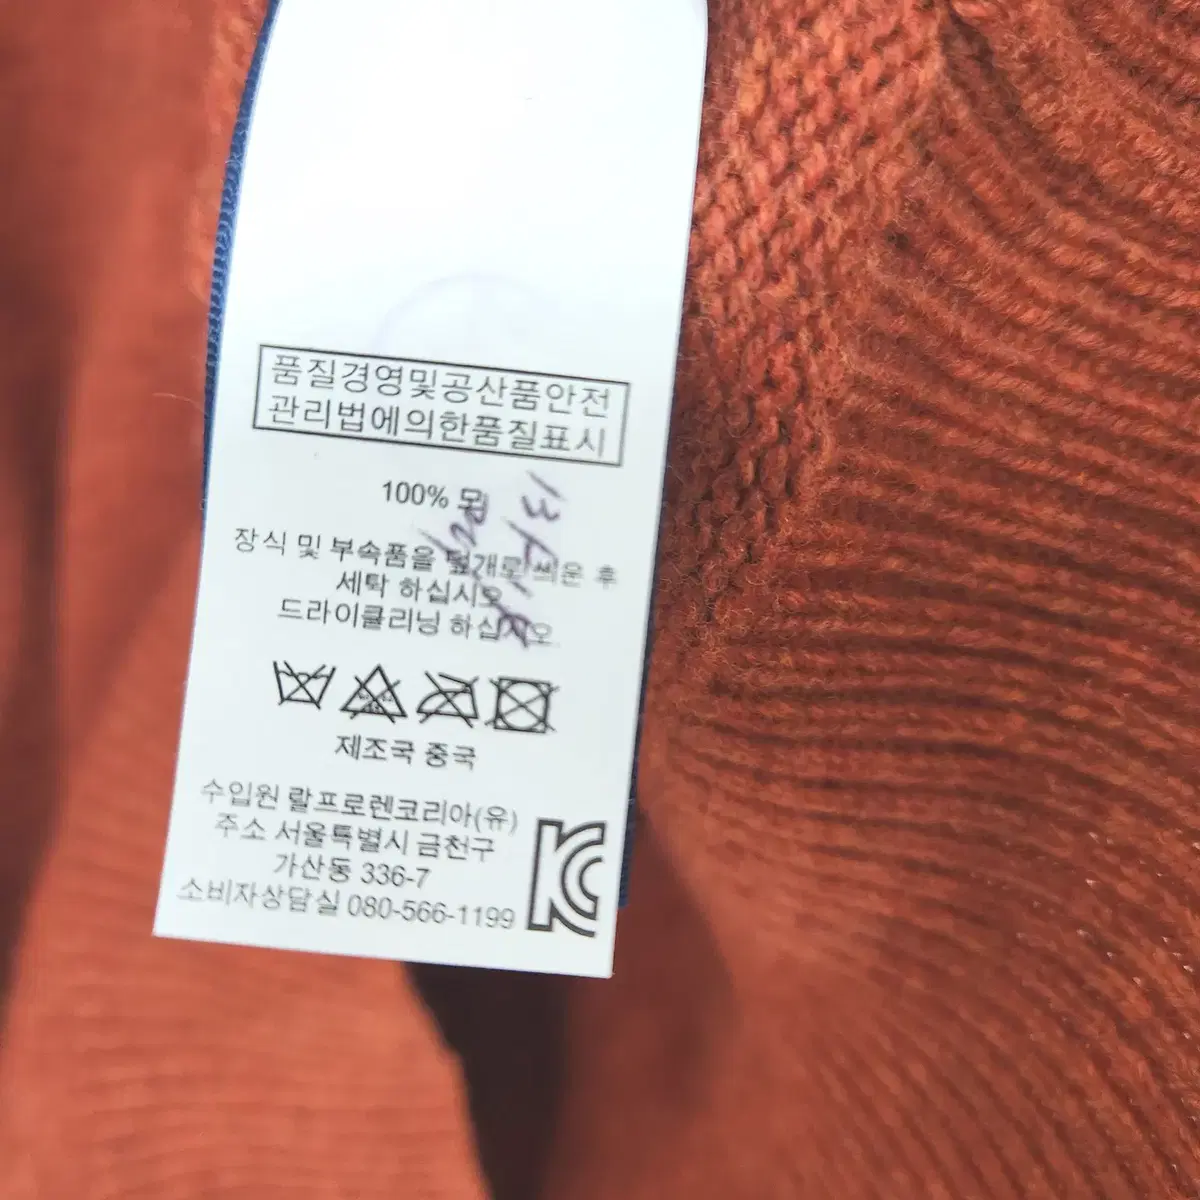 품질경영및공산품안전
관리법에의한품질표시
100% 모
장식 및 부속품을 덮개로 씌운 후
세탁 하십시오
드라이클리닝 하십시오
제조국 중국
수입원 랄프로렌코리아(유)
주소 서울특별시 금천구
가산동 336-7
소비자상담실 080-566-1199